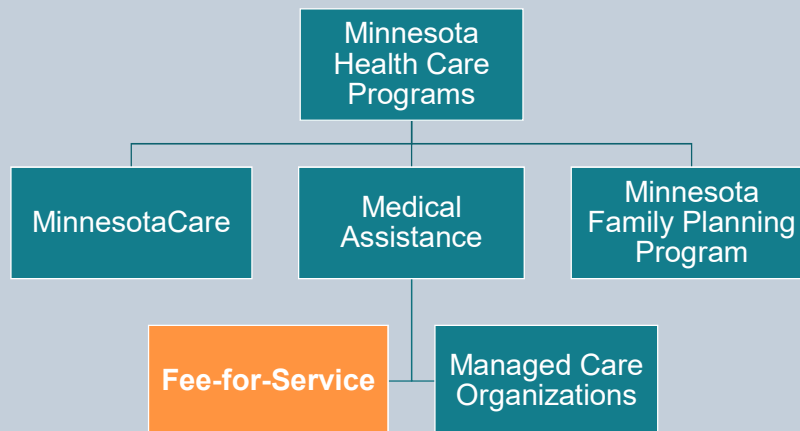 Minnesota
Health Care
Programs
MinnesotaCare
Medical
Assistance
Minnesota
Family Planning
Program
Fee-for-Service
Managed Care
Organizations